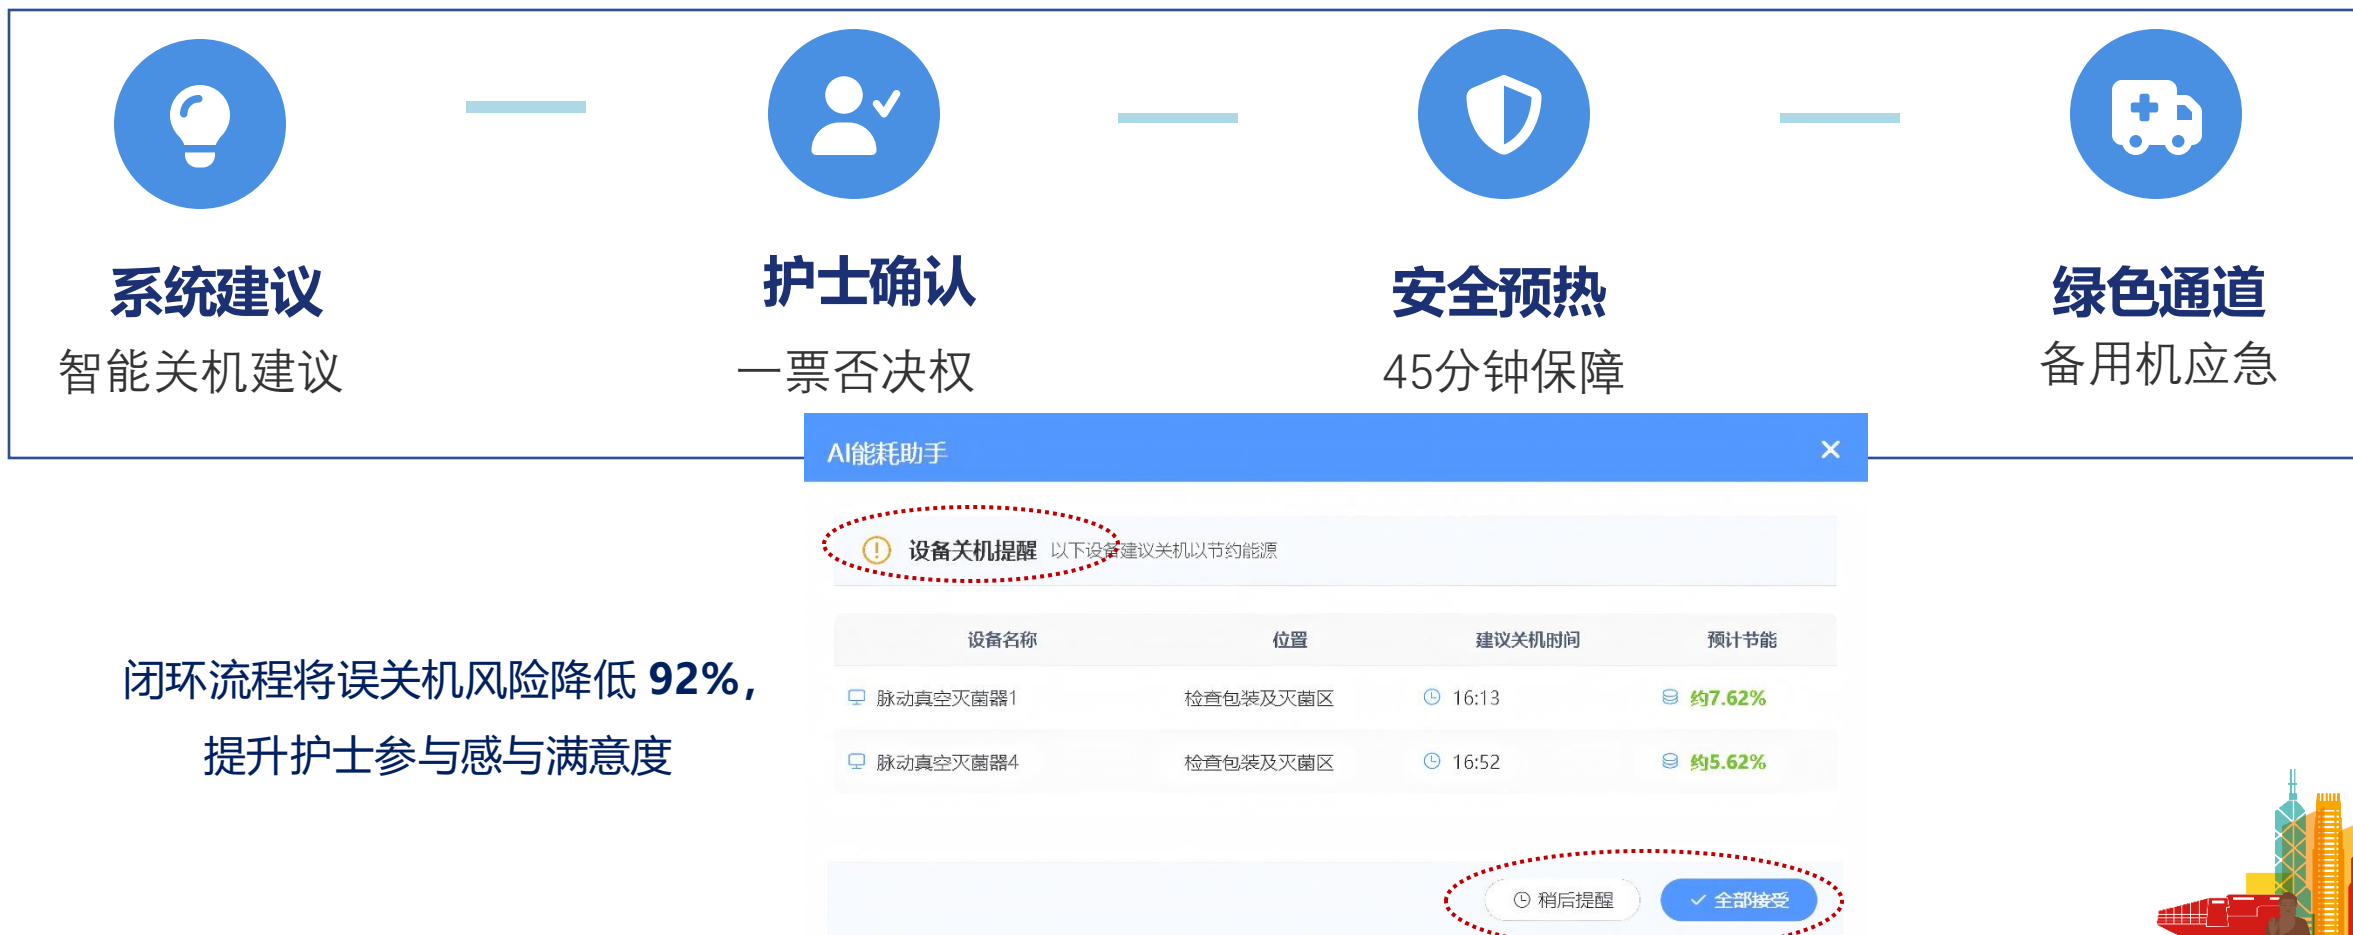 系统建议
智能关机建议
护士确认
一票否决权
安全预热
45分钟保障
绿色通道
备用机应急
闭环流程将误关机风险降低 92%，
提升护士参与感与满意度
AI能耗助手
设备关机提醒 以下设备建议关机以节约能源
设备名称 位置 建议关机时间 预计节能
脉动真空灭菌器1 检查包装及灭菌区 16:13 约7.62%
脉动真空灭菌器4 检查包装及灭菌区 16:52 约5.62%
稍后提醒 全部接受